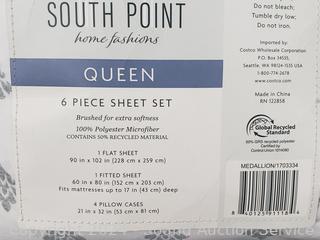 SOUTH POINT
home fashions
QUEEN
6 PIECE SHEET SET
Brushed for extra softness
100% Polyester Microfiber
CONTAINS 50% RECYCLED MATERIAL
1 FLAT SHEET
90 in x 102 in (228 cm x 259 cm)
1 FITTED SHEET
60 in x 80 in (152 cm x 203 cm)
Fits mattresses up to 17 in (43 cm) deep
4 PILLOW CASES
21 in x 32 in (53 cm x 81 cm)
Do not bleach;
Tumble dry low;
Do not iron.
Imported by:
Costco Wholesale Corporation
P.O. Box 34535,
Seattle, WA 98124-1535 USA
1-800-774-2678
Made in China
RN 122858
Global Recycled
Standard
MEDALLION/1703334
8 40125 91118 4